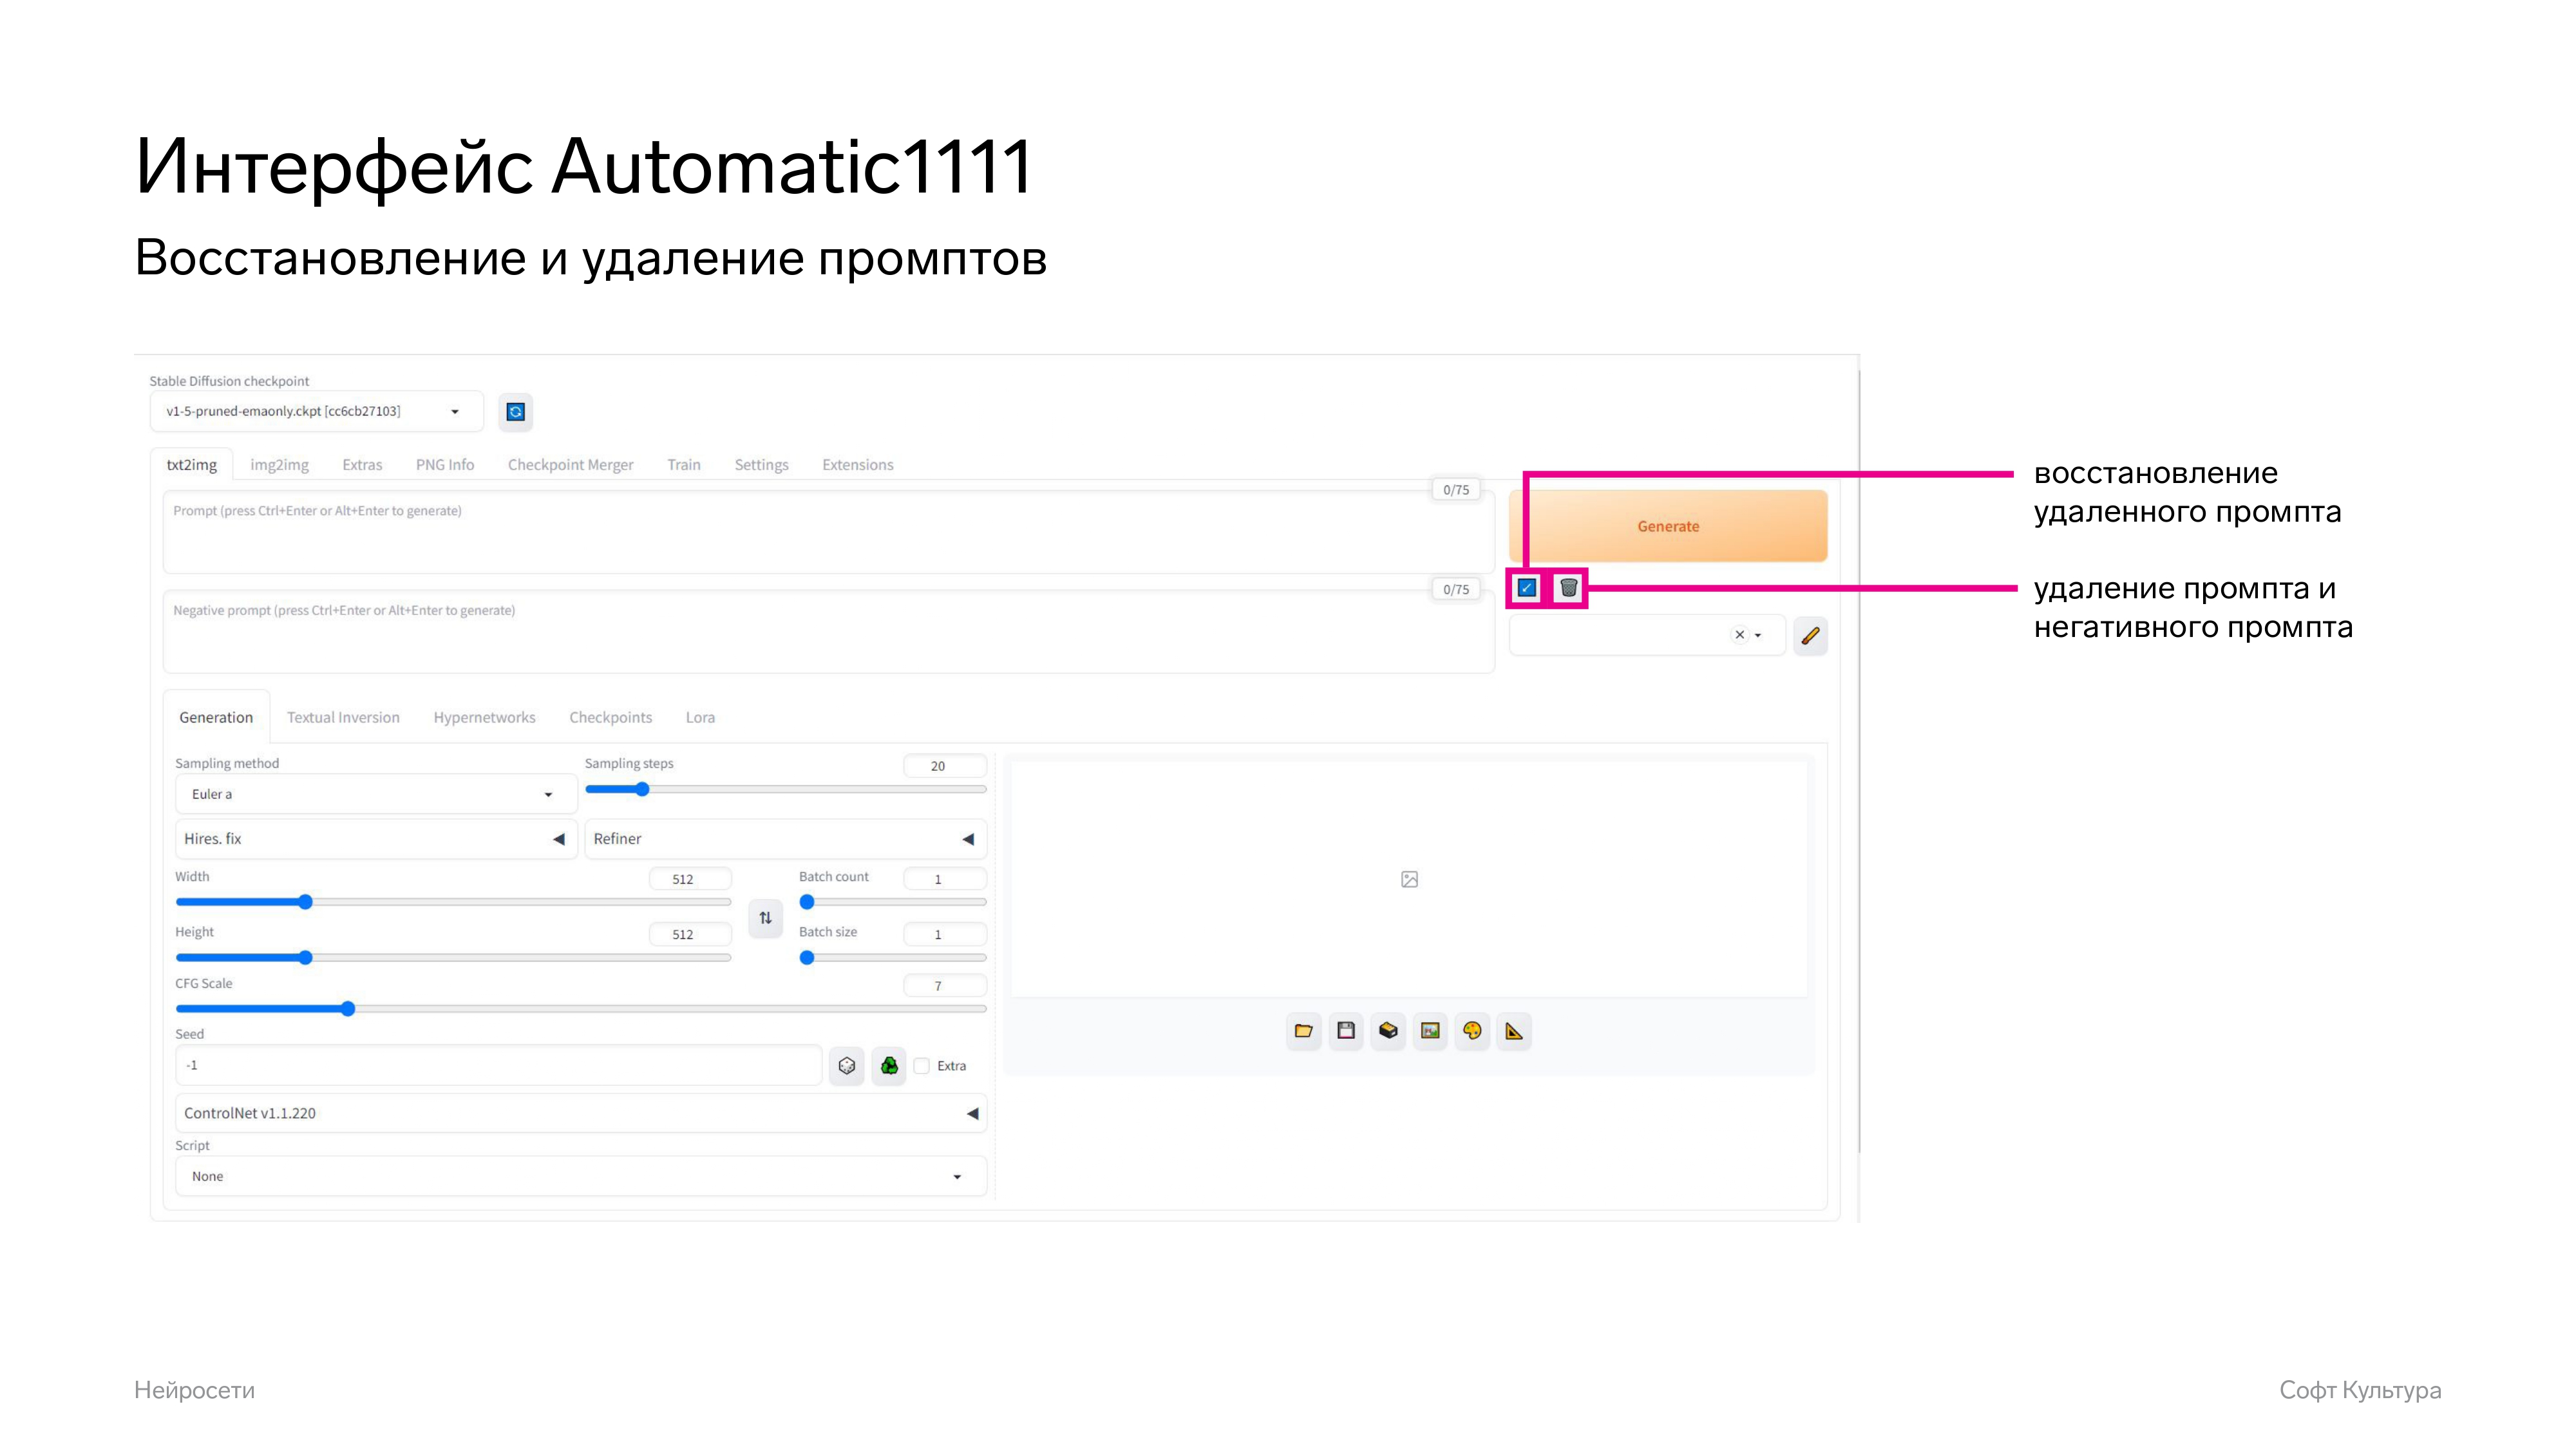 Интерфейс Automatic1111
Восстановление и удаление промптов
Stable Diffusion checkpoint
v1-5-pruned-emaonly.ckpt [cc6cb27103]
txt2img img2img Extras PNG Info Checkpoint Merger Train Settings Extensions
0/75
Prompt (press Ctrl+Enter or Alt+Enter to generate)
Generate
восстановление
удаленного промпта
0/75
Negative prompt (press Ctrl+Enter or Alt+Enter to generate)
удаление промпта и
негативного промпта
Generation Textual Inversion Hypernetworks Checkpoints Lora
Sampling method
Euler a
Sampling steps 20
Hires. fix
Refiner
Width 512
Batch count 1
Height 512
Batch size 1
CFG Scale 7
Seed
-1
Extra
ControlNet v1.1.220
Script
None
Нейросети
Софт Культура